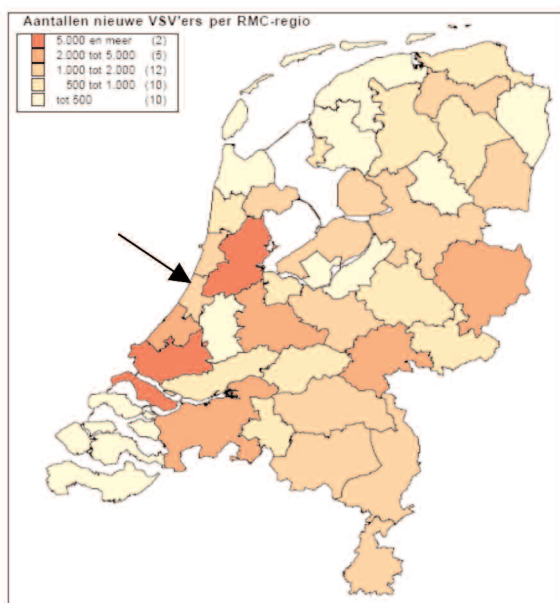 Aantallen nieuwe VSV'ers per RMC-regio
5.000 en meer (2)
2.000 tot 5.000 (5)
1.000 tot 2.000 (12)
500 tot 1.000 (10)
tot 500 (10)